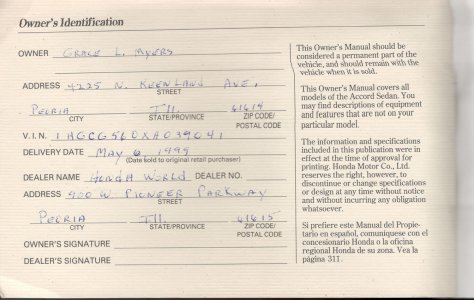 Owner's Identification
OWNER GRACE L. MYERS
ADDRESS 4225 N. KEENLAND AVE,
STREET
PEORIA Ill. 61614
CITY STATE/PROVINCE ZIP CODE/
POSTAL CODE
V.I.N. 1HGCG560XA039041
DELIVERY DATE MAY 6, 1999
(Date sold to original retail purchaser)
DEALER NAME HONDA WORLD DEALER NO.
ADDRESS 900 W. PIONEER PARKWAY
STREET
PEORIA Ill. 61615
CITY STATE/PROVINCE ZIP CODE/
POSTAL CODE
OWNER'S SIGNATURE
DEALER'S SIGNATURE
This Owner's Manual should be
considered a permanent part of the
vehicle, and should remain with the
vehicle when it is sold.
This Owner's Manual covers all
models of the Accord Sedan. You
may find descriptions of equipment
and features that are not on your
particular model.
The information and specifications
included in this publication were in
effect at the time of approval for
printing. Honda Motor Co., Ltd.
reserves the right, however, to
discontinue or change specifications
or design at any time without notice
and without incurring any obligation
whatsoever.
Si prefiere este Manual del Propie-
tario en español, comuniquese con el
concesionario Honda o la oficina
regional Honda de su zona. Vea la
página 311.